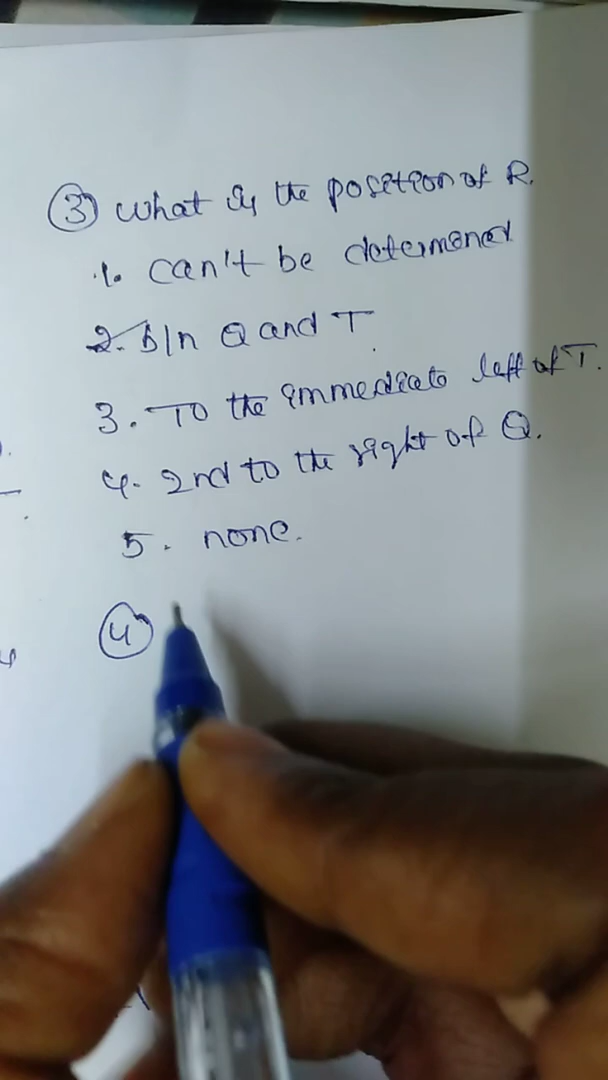 ③ What is the position of R.
1. can't be determened
2. b/n Q and T
3. To the immediate left of T.
4. 2nd to the right of Q.
5. none.
④